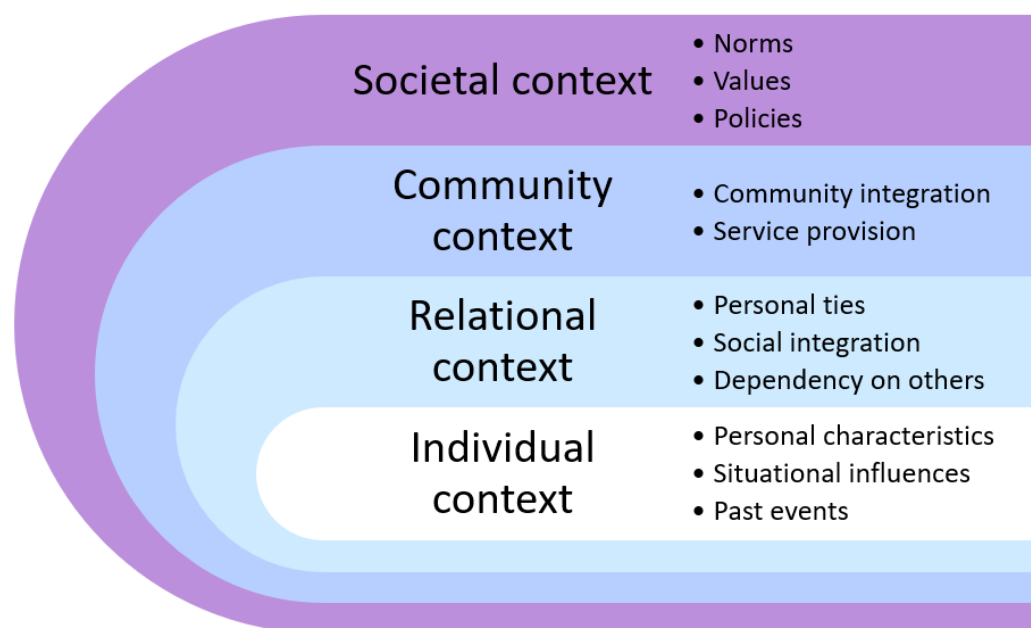 Societal context
• Norms
• Values
• Policies
Community
context
• Community integration
• Service provision
Relational
context
• Personal ties
• Social integration
• Dependency on others
Individual
context
• Personal characteristics
• Situational influences
• Past events